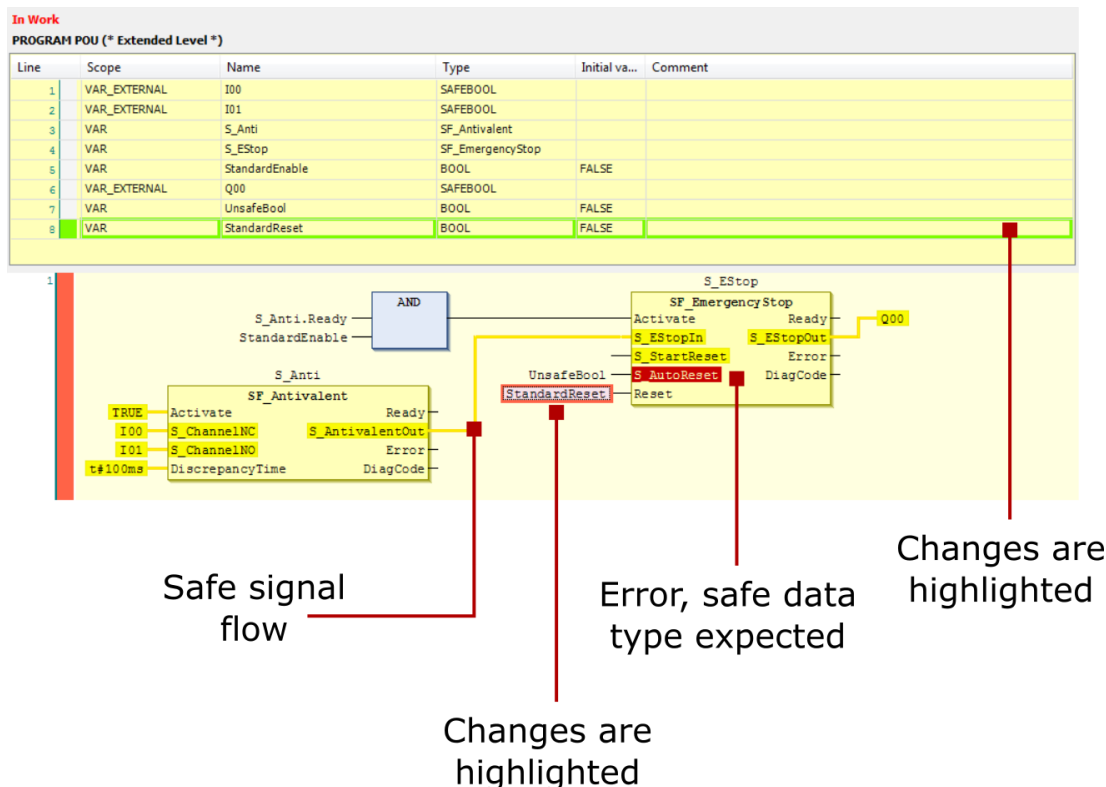 In Work
PROGRAM POU (* Extended Level *)
Line Scope Name Type Initial va... Comment
1 VAR_EXTERNAL I00 SAFEBOOL
2 VAR_EXTERNAL I01 SAFEBOOL
3 VAR S_Anti SF_Antivalent
4 VAR S_EStop SF_EmergencyStop
5 VAR StandardEnable BOOL FALSE
6 VAR_EXTERNAL Q00 SAFEBOOL
7 VAR UnsafeBool BOOL FALSE
8 VAR StandardReset BOOL FALSE
1
S_EStop
AND
SF_EmergencyStop
S_Anti.Ready
Activate Ready
Q00
StandardEnable
S_EStopIn S_EStopOut
S_StartReset Error
S_Anti
UnsafeBool S_AutoReset DiagCode
SF_Antivalent
StandardReset Reset
TRUE Activate Ready
I00 S_ChannelNC S_AntivalentOut
I01 S_ChannelNO Error
t#100ms DiscrepancyTime DiagCode
Changes are
highlighted
Safe signal
flow
Error, safe data
type expected
Changes are
highlighted